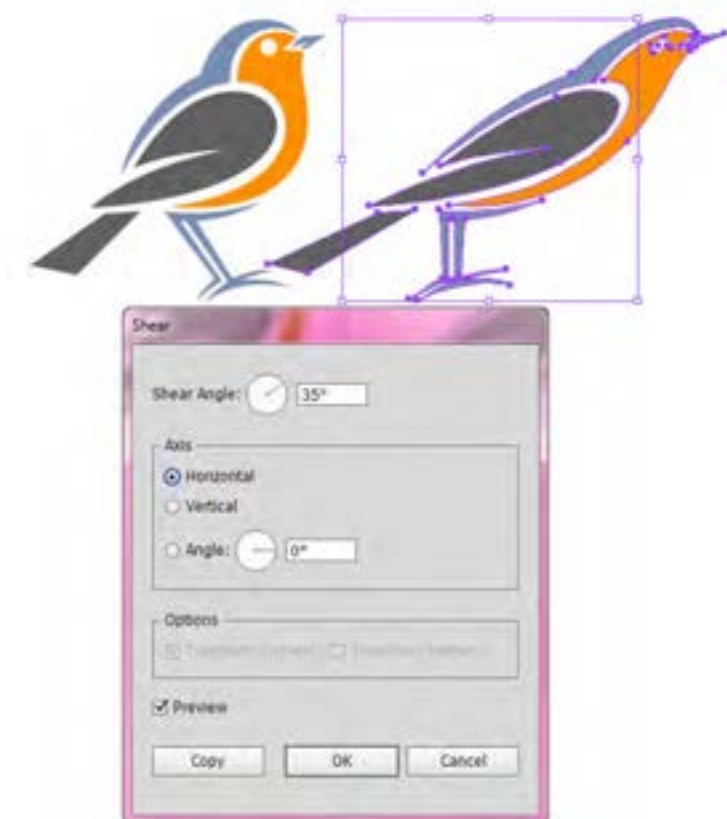 Shear
Shear Angle: 35°
Axis
Horizontal
Vertical
Angle: 0°
Options
Preview
Copy OK Cancel